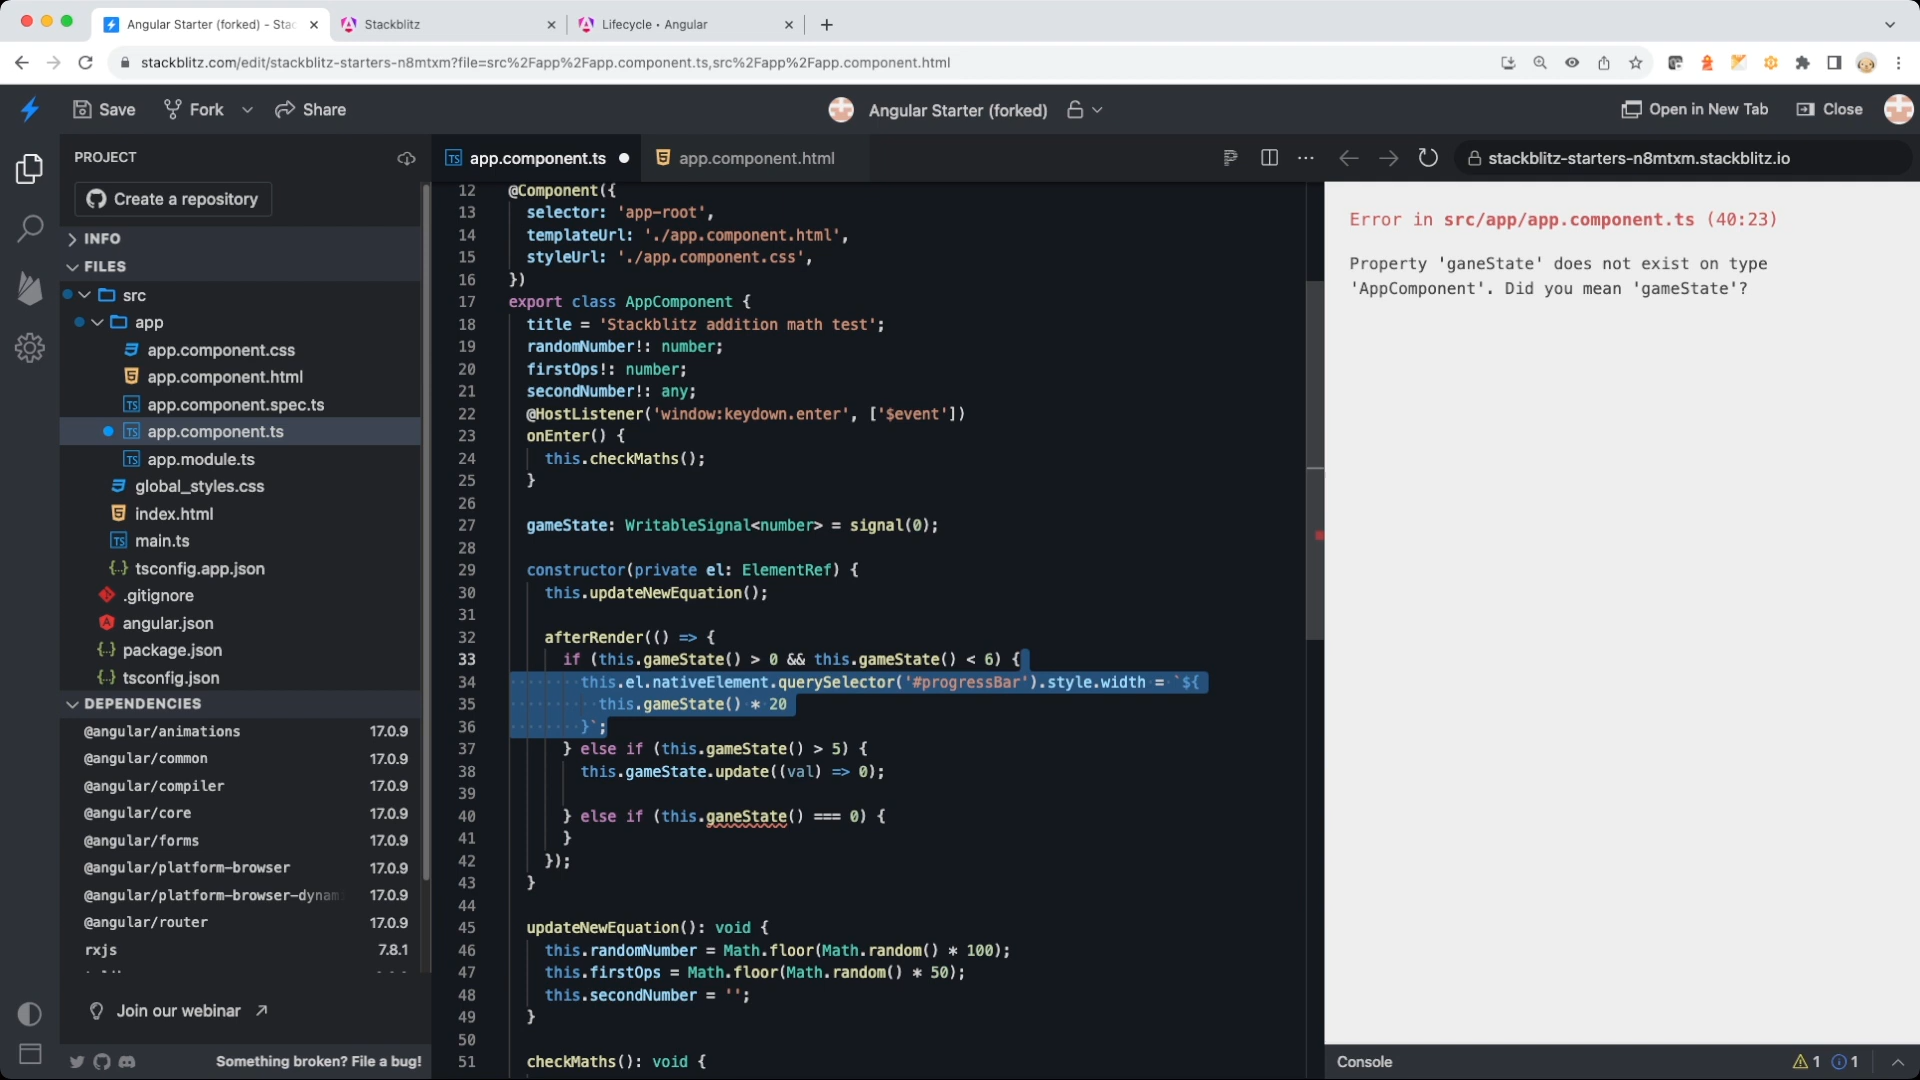 Angular Starter (forked) - Stac
Stackblitz
Lifecycle • Angular
stackblitz.com/edit/stackblitz-starters-n8mtxm?file=src%2Fapp%2Fapp.component.ts,src%2Fapp%2Fapp.component.html
Save
Fork
Share
Angular Starter (forked)
Open in New Tab
Close
PROJECT
Create a repository
INFO
FILES
src
app
app.component.css
app.component.html
app.component.spec.ts
app.component.ts
app.module.ts
global_styles.css
index.html
main.ts
tsconfig.app.json
.gitignore
angular.json
package.json
tsconfig.json
DEPENDENCIES
@angular/animations 17.0.9
@angular/common 17.0.9
@angular/compiler 17.0.9
@angular/core 17.0.9
@angular/forms 17.0.9
@angular/platform-browser 17.0.9
@angular/platform-browser-dynam 17.0.9
@angular/router 17.0.9
rxjs 7.8.1
Join our webinar
Something broken? File a bug!
TS app.component.ts
app.component.html
12 @Component({
13 selector: 'app-root',
14 templateUrl: './app.component.html',
15 styleUrl: './app.component.css',
16 })
17 export class AppComponent {
18 title = 'Stackblitz addition math test';
19 randomNumber!: number;
20 firstOps!: number;
21 secondNumber!: any;
22 @HostListener('window:keydown.enter', ['$event'])
23 onEnter() {
24 this.checkMaths();
25 }
26
27 gameState: WritableSignal<number> = signal(0);
28
29 constructor(private el: ElementRef) {
30 this.updateNewEquation();
31
32 afterRender(() => {
33 if (this.gameState() > 0 && this.gameState() < 6) {
34 this.el.nativeElement.querySelector('#progressBar').style.width = `${
35 this.gameState() * 20
36 }`;
37 } else if (this.gameState() > 5) {
38 this.gameState.update((val) => 0);
39
40 } else if (this.ganeState() === 0) {
41 }
42 });
43 }
44
45 updateNewEquation(): void {
46 this.randomNumber = Math.floor(Math.random() * 100);
47 this.firstOps = Math.floor(Math.random() * 50);
48 this.secondNumber = '';
49 }
50
51 checkMaths(): void {
stackblitz-starters-n8mtxm.stackblitz.io
Error in src/app/app.component.ts (40:23)
Property 'ganeState' does not exist on type
'AppComponent'. Did you mean 'gameState'?
Console
1
1